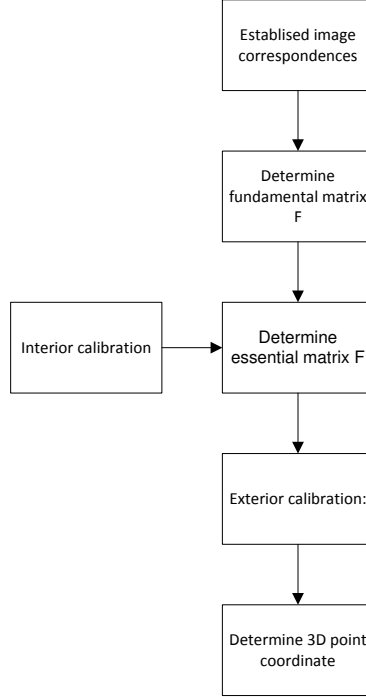 Establised image
correspondences
Determine
fundamental matrix
F
Interior calibration
Determine
essential matrix F
Exterior calibration:
Determine 3D point
coordinate